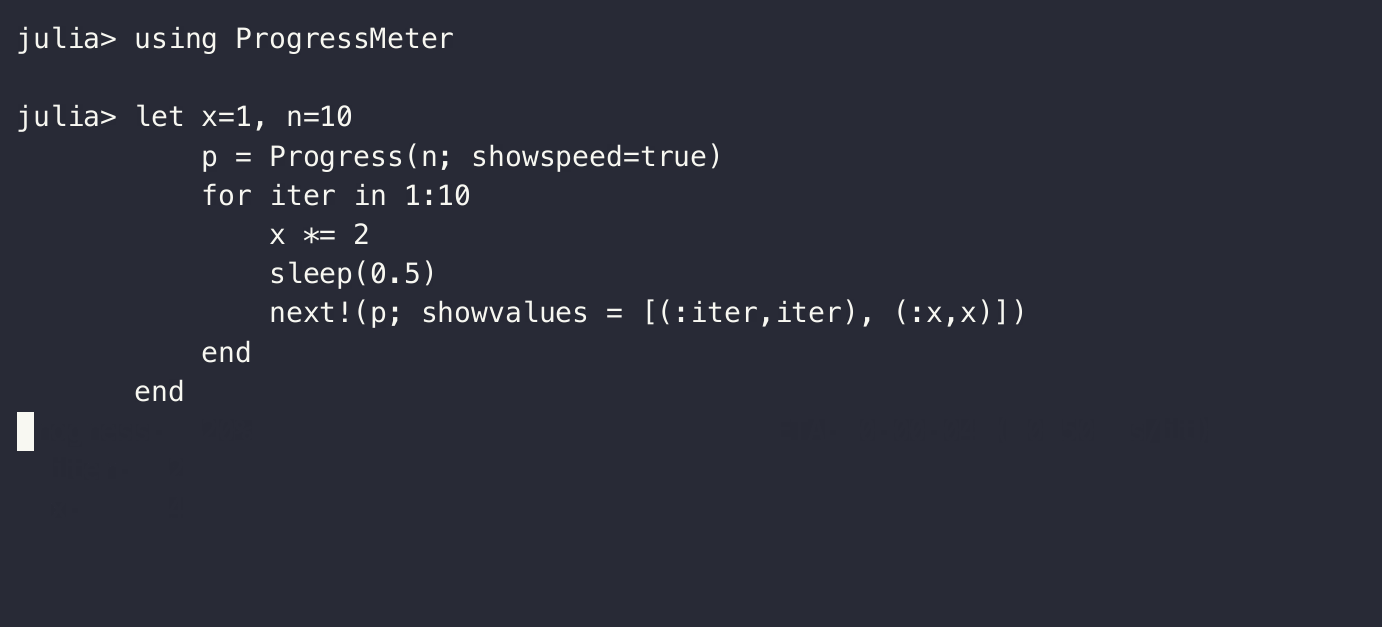 julia> using ProgressMeter
julia> let x=1, n=10
           p = Progress(n; showspeed=true)
           for iter in 1:10
               x *= 2
               sleep(0.5)
               next!(p; showvalues = [(:iter,iter), (:x,x)])
           end
       end